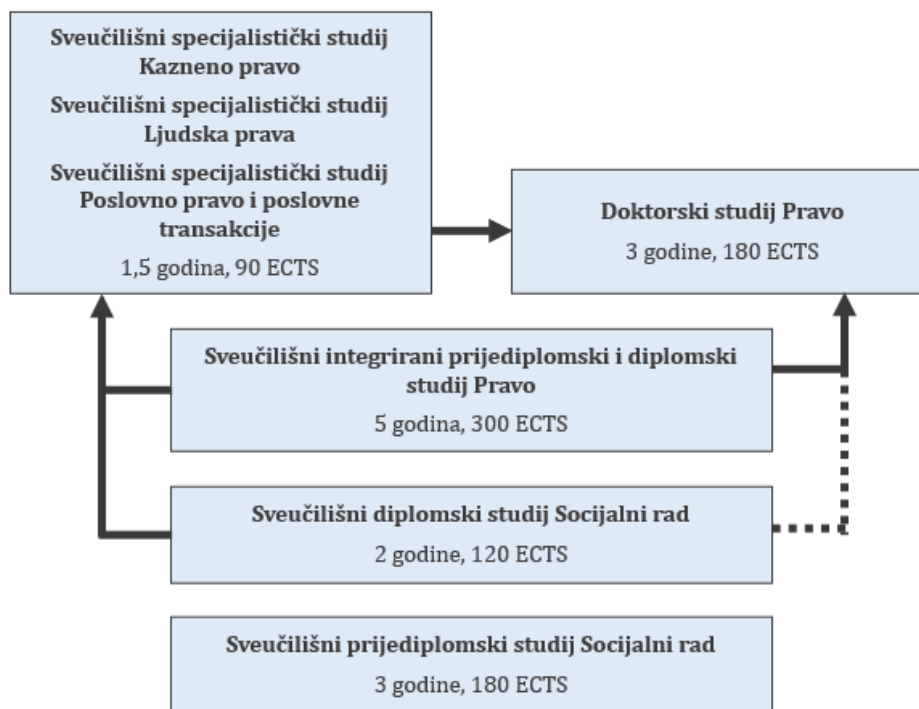 Sveučilišni specijalistički studij
Kazneno pravo
Sveučilišni specijalistički studij
Ljudska prava
Sveučilišni specijalistički studij
Poslovno pravo i poslovne
transakcije
1,5 godina, 90 ECTS
Doktorski studij Pravo
3 godine, 180 ECTS
Sveučilišni integrirani prijediplomski i diplomski
studij Pravo
5 godina, 300 ECTS
Sveučilišni diplomski studij Socijalni rad
2 godine, 120 ECTS
Sveučilišni prijediplomski studij Socijalni rad
3 godine, 180 ECTS